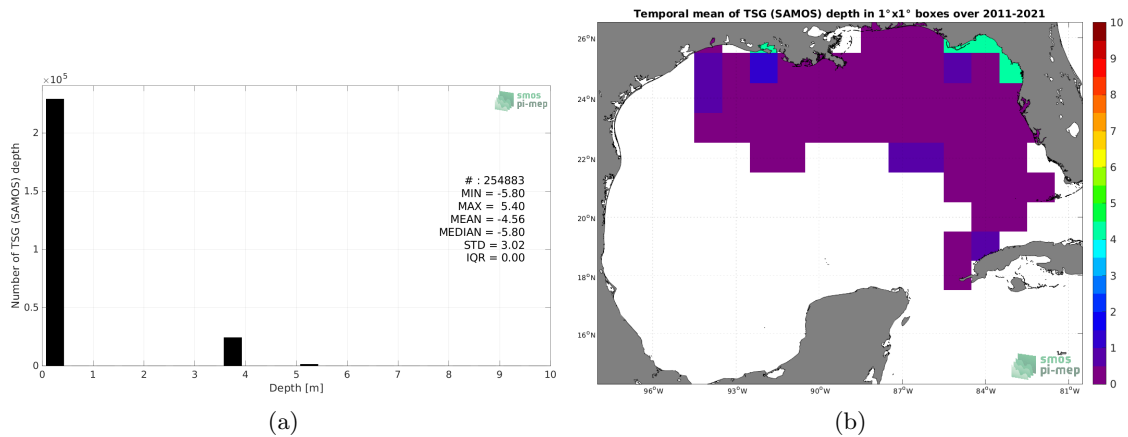 Temporal mean of TSG (SAMOS) depth in 1°x1° boxes over 2011-2021
×10⁵
smos
pi-mep
# : 254883
MIN = -5.80
MAX = 5.40
MEAN = -4.56
MEDIAN = -5.80
STD = 3.02
IQR = 0.00
Number of TSG (SAMOS) depth
2
1.5
1
0.5
0
0 1 2 3 4 5 6 7 8 9 10
Depth [m]
(a)
26°N
24°N
22°N
20°N
18°N
16°N
96°W 93°W 90°W 87°W 84°W 81°W
smos
pi-mep
10
9
8
7
6
5
4
3
2
1
0
(b)